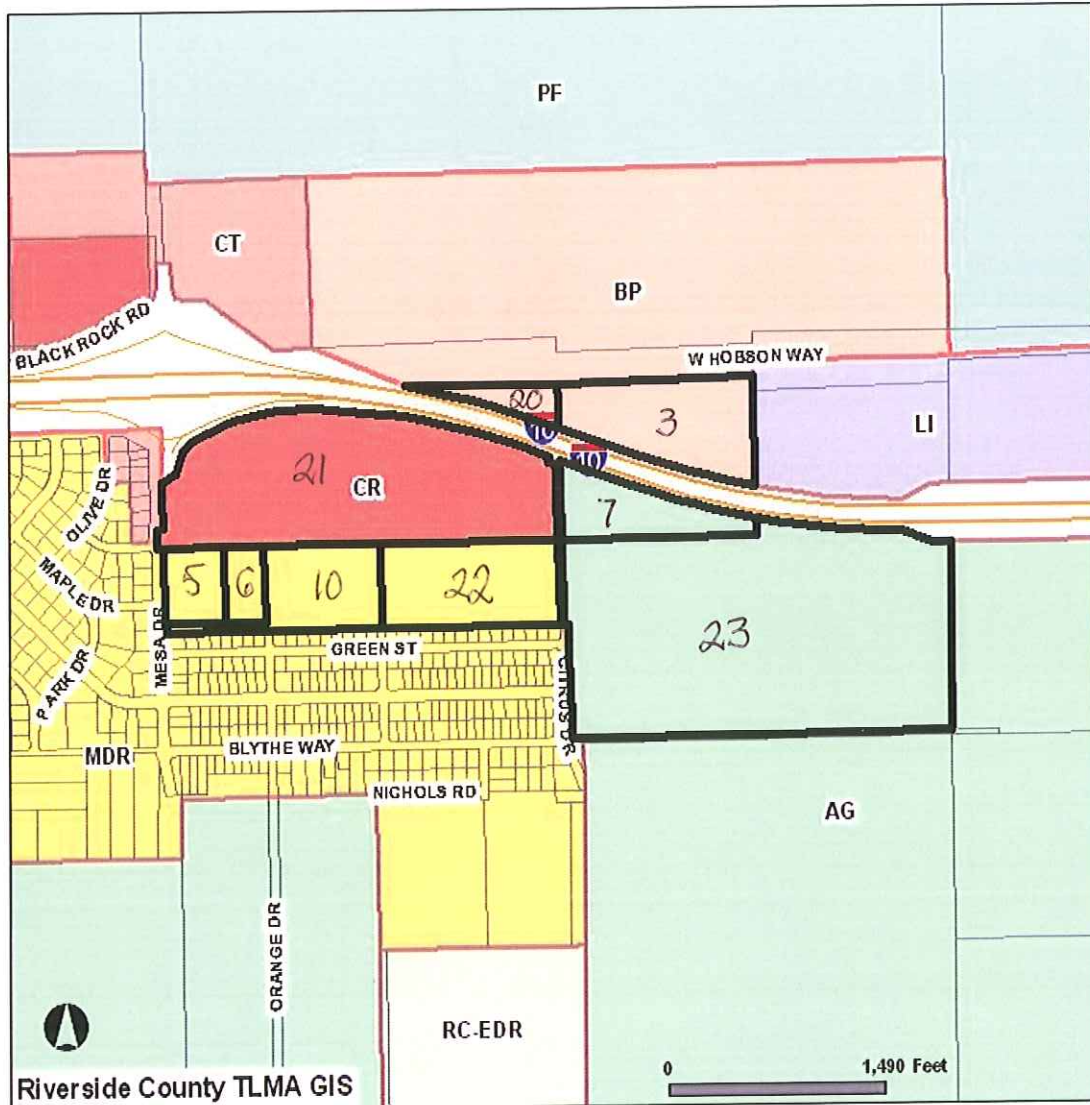 PF
CT
BP
BLACK ROCK RD
W HOBSON WAY
20
10
3
LI
21
CR
10
7
OLIVE DR
MAPLE DR
5
6
10
22
23
MESA DR
GREEN ST
PARK DR
CITRUS DR
MDR
BLYTHE WAY
NICHOLS RD
AG
ORANGE DR
RC-EDR
0
1,490 Feet
Riverside County TLMA GIS